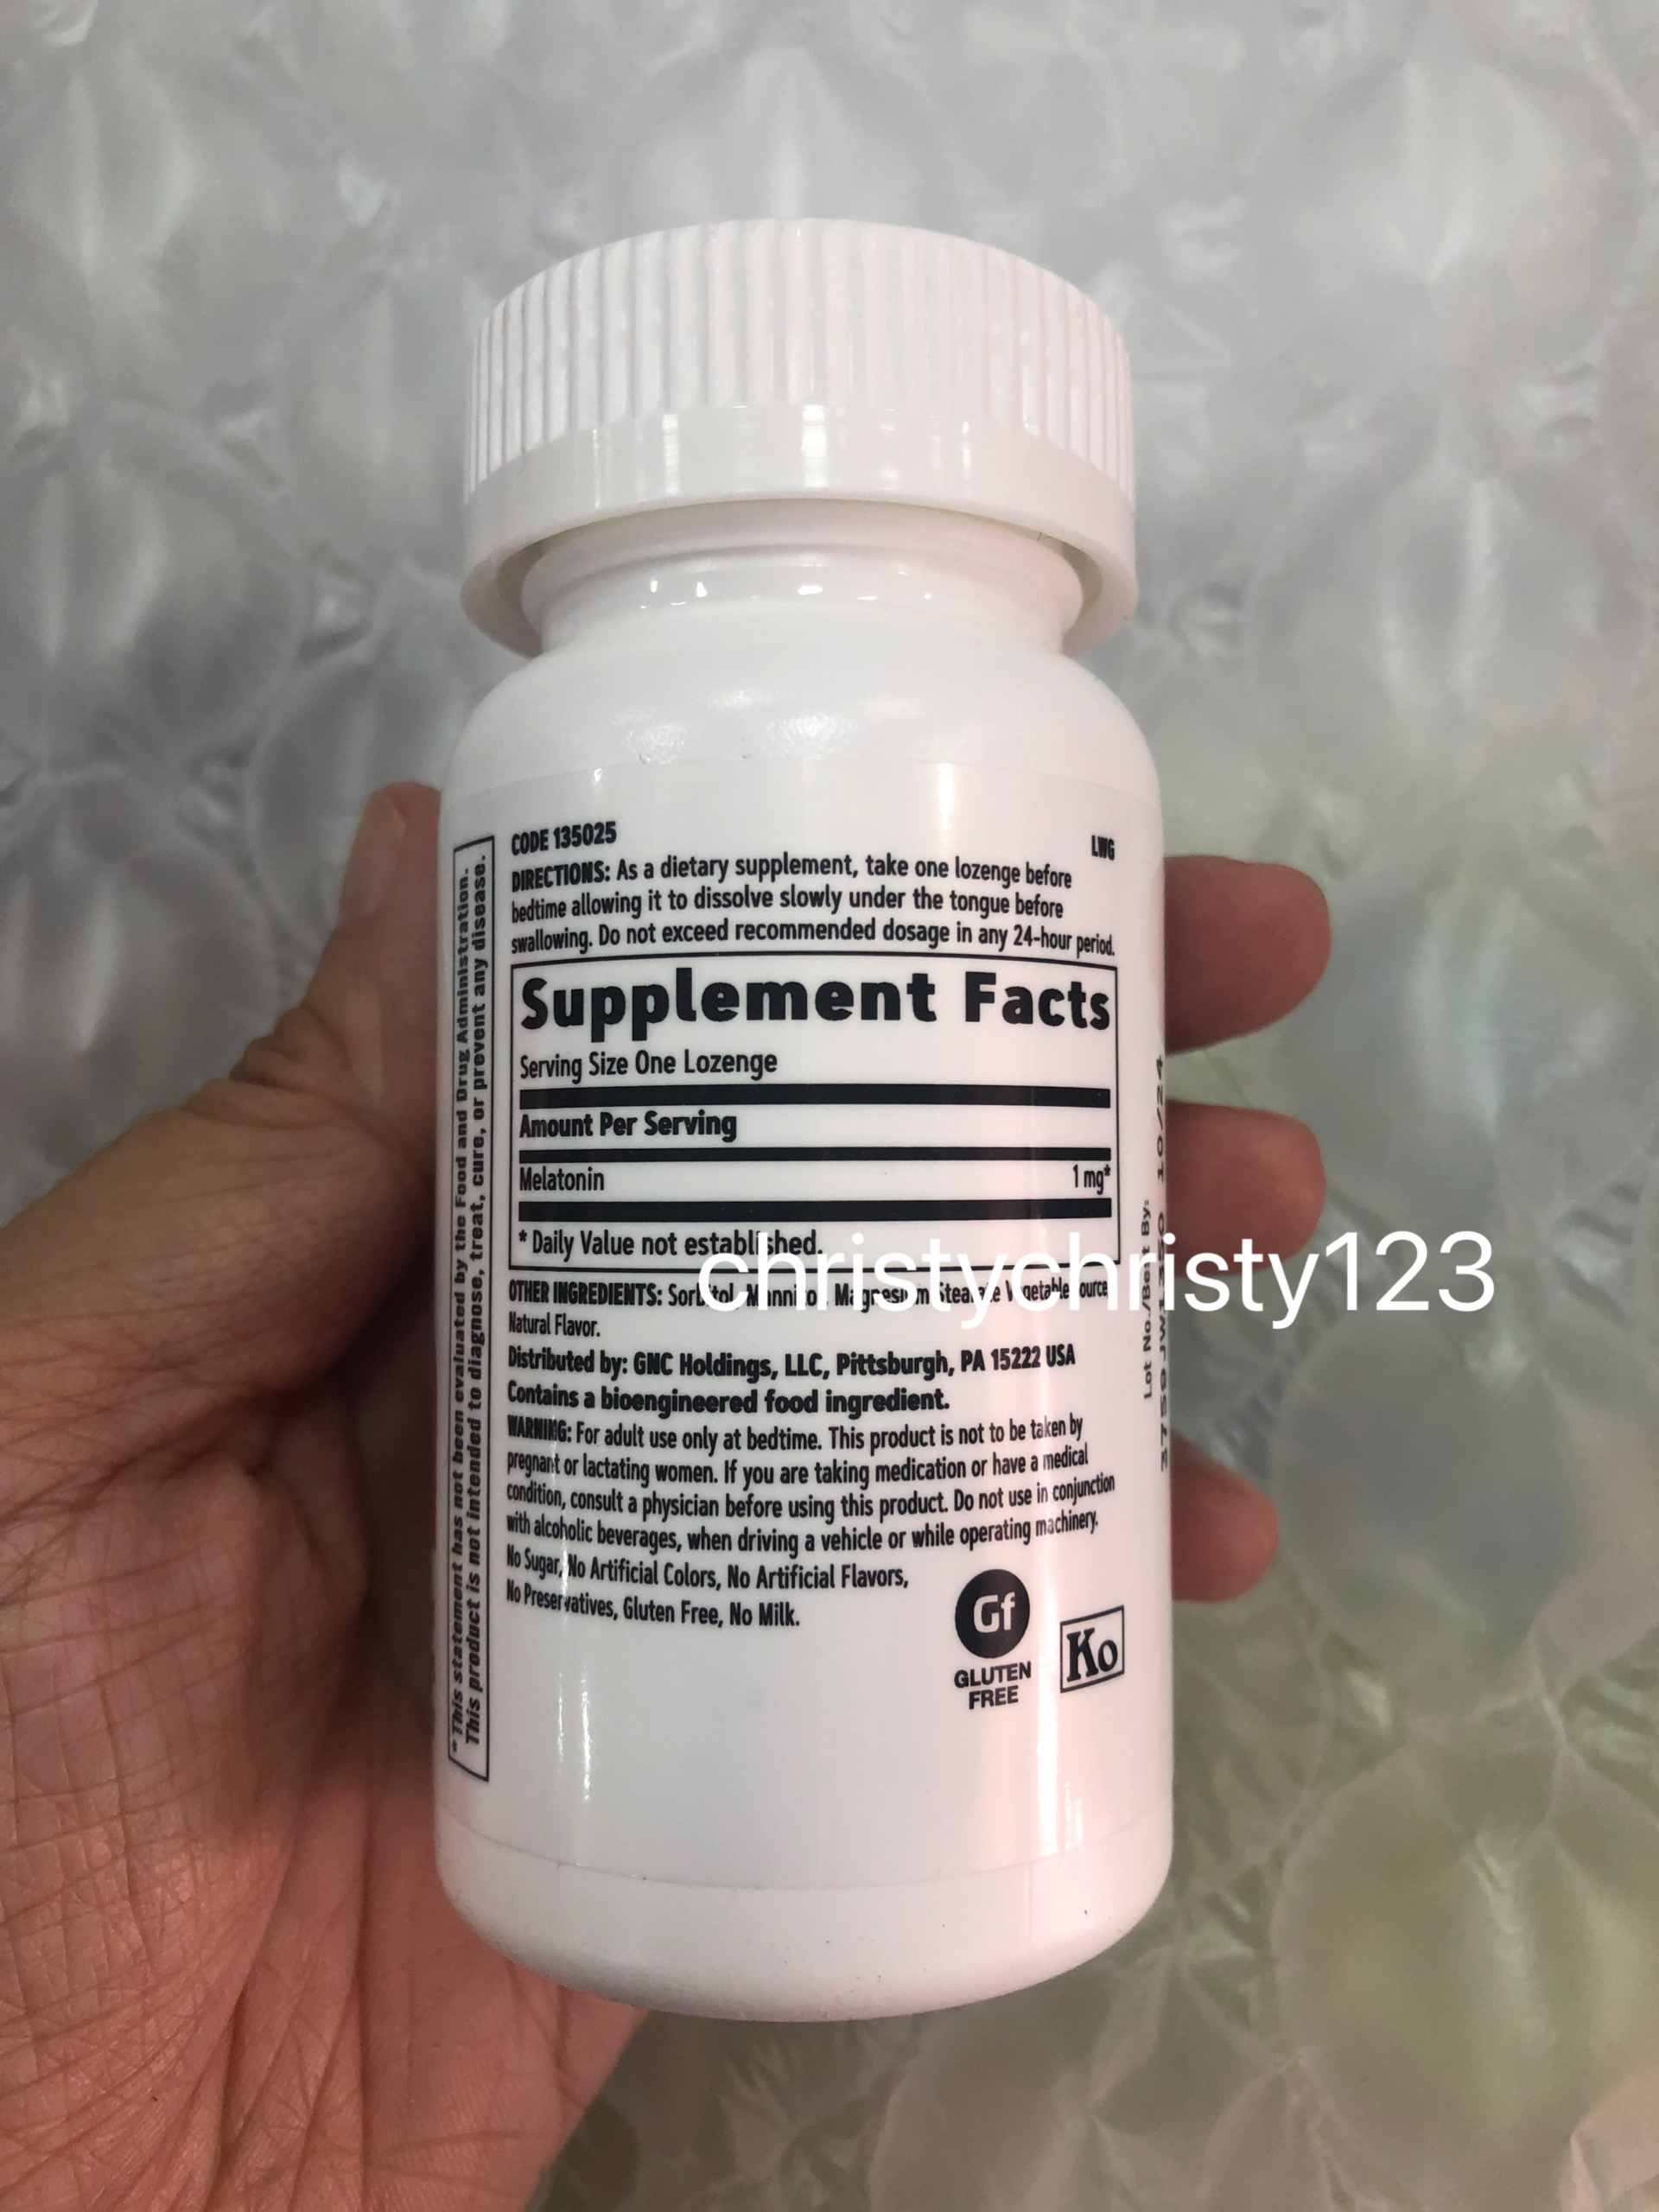 CODE 135025
LWG
DIRECTIONS: As a dietary supplement, take one lozenge before
bedtime allowing it to dissolve slowly under the tongue before
swallowing. Do not exceed recommended dosage in any 24-hour period.
Supplement Facts
Serving Size One Lozenge
Amount Per Serving
Melatonin 1 mg*
* Daily Value not established.
OTHER INGREDIENTS: Sorbitol, Mannitol, Magnesium Stearate Vegetable Source,
Natural Flavor.
Distributed by: GNC Holdings, LLC, Pittsburgh, PA 15222 USA
Contains a bioengineered food ingredient.
WARNING: For adult use only at bedtime. This product is not to be taken by
pregnant or lactating women. If you are taking medication or have a medical
condition, consult a physician before using this product. Do not use in conjunction
with alcoholic beverages, when driving a vehicle or while operating machinery.
No Sugar, No Artificial Colors, No Artificial Flavors,
No Preservatives, Gluten Free, No Milk.
Gf
GLUTEN
FREE
Ko
* This statement has not been evaluated by the Food and Drug Administration.
This product is not intended to diagnose, treat, cure, or prevent any disease.
Lot No./Best By:
10/24
christychristy123